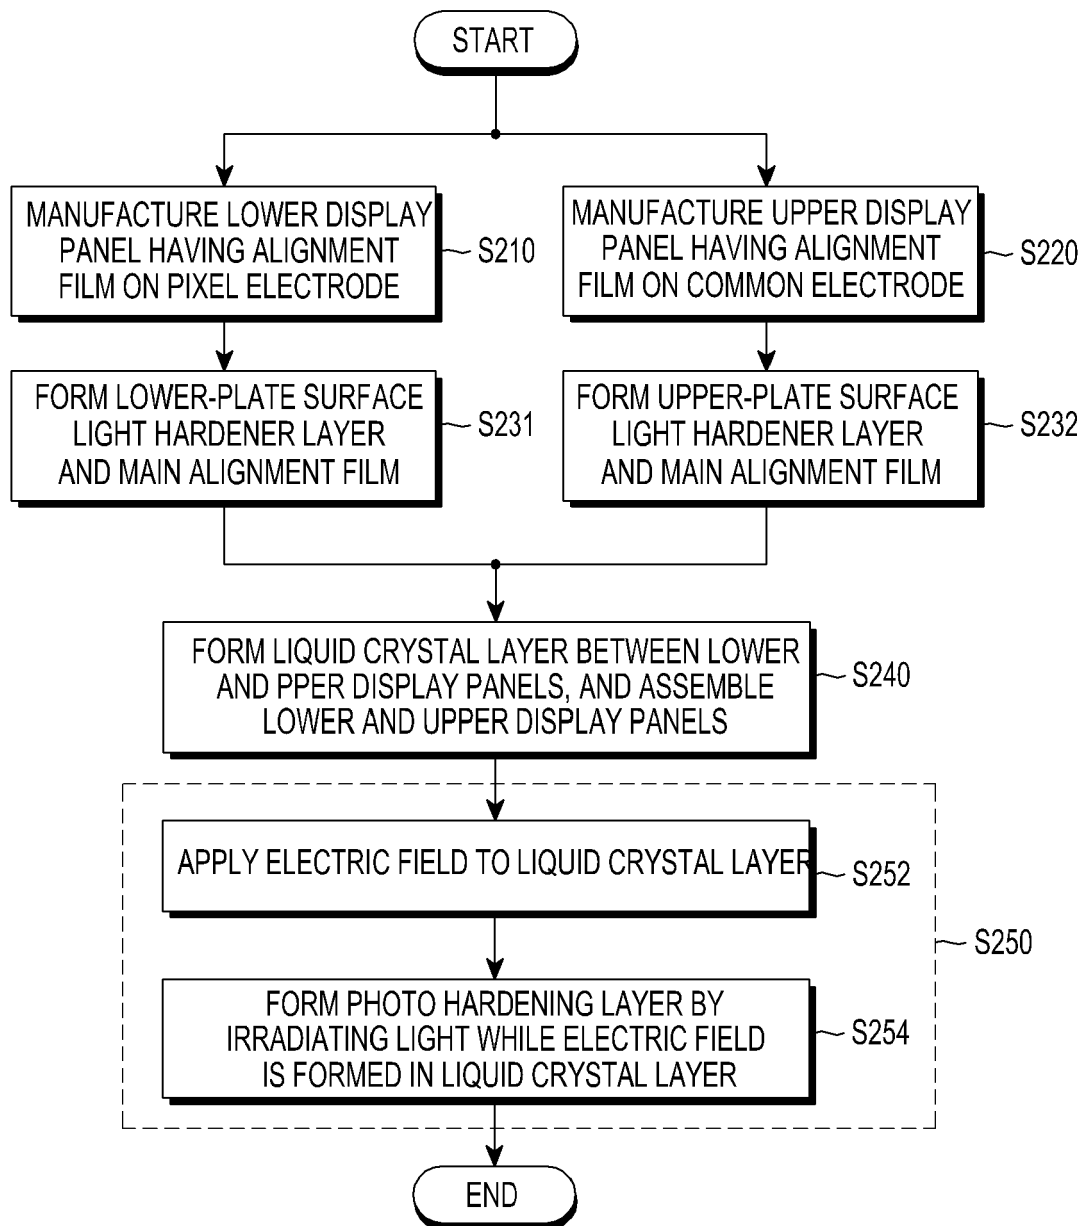 START
MANUFACTURE LOWER DISPLAY
PANEL HAVING ALIGNMENT
FILM ON PIXEL ELECTRODE
S210
MANUFACTURE UPPER DISPLAY
PANEL HAVING ALIGNMENT
FILM ON COMMON ELECTRODE
S220
FORM LOWER-PLATE SURFACE
LIGHT HARDENER LAYER
AND MAIN ALIGNMENT FILM
S231
FORM UPPER-PLATE SURFACE
LIGHT HARDENER LAYER
AND MAIN ALIGNMENT FILM
S232
FORM LIQUID CRYSTAL LAYER BETWEEN LOWER
AND PPER DISPLAY PANELS, AND ASSEMBLE
LOWER AND UPPER DISPLAY PANELS
S240
APPLY ELECTRIC FIELD TO LIQUID CRYSTAL LAYER
S252
S250
FORM PHOTO HARDENING LAYER BY
IRRADIATING LIGHT WHILE ELECTRIC FIELD
IS FORMED IN LIQUID CRYSTAL LAYER
S254
END